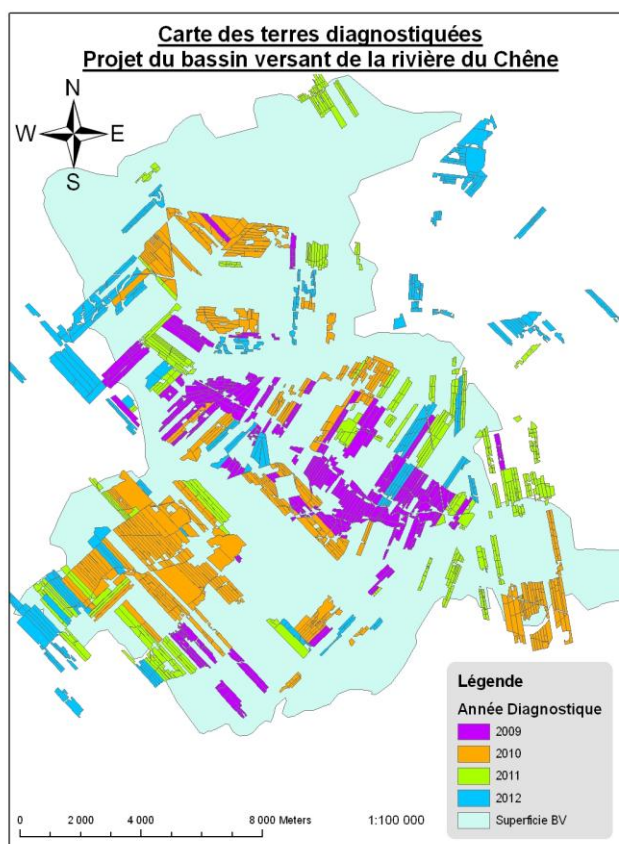 Carte des terres diagnostiquées
Projet du bassin versant de la rivière du Chêne
N
W E
S
Légende
Année Diagnostique
2009
2010
2011
2012
Superficie BV
0 2 000 4 000 8 000 Meters 1:100 000